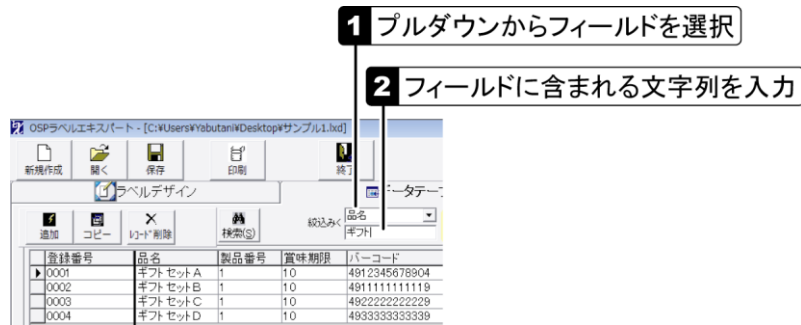 1 プルダウンからフィールドを選択
2 フィールドに含まれる文字列を入力
OSPラベルエキスパート - [C:¥Users¥Yabutani¥Desktop¥サンプル1.lxd]
新規作成 開く 保存 印刷 終了
ラベルデザイン データテー
追加 コピー ﾚｺｰﾄﾞ削除 検索(S) 絞込みく 品名
ギフト
登録番号 品名 製品番号 賞味期限 バーコード
0001 ギフトセットA 1 10 4912345678904
0002 ギフトセットB 1 10 4911111111119
0003 ギフトセットC 1 10 4922222222229
0004 ギフトセットD 1 10 4933333333339